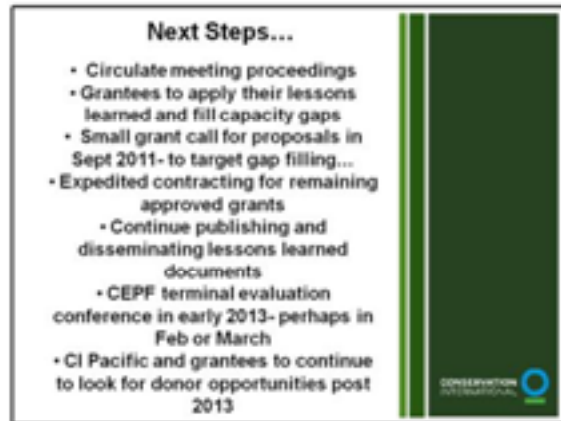 Next Steps...
• Circulate meeting proceedings
• Grantees to apply their lessons
learned and fill capacity gaps
• Small grant call for proposals in
Sept 2011- to target gap filling...
• Expedited contracting for remaining
approved grants
• Continue publishing and
disseminating lessons learned
documents
• CEPF terminal evaluation
conference in early 2013- perhaps in
Feb or March
• CI Pacific and grantees to continue
to look for donor opportunities post
2013
CONSERVATION
INTERNATIONAL